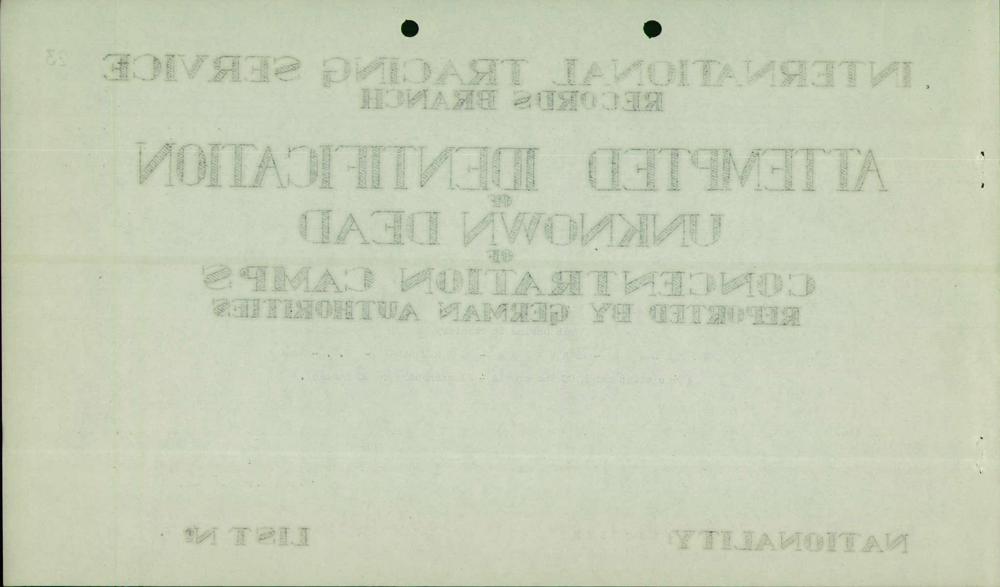 23
INTERNATIONAL TRACING SERVICE
RECORDS BRANCH
ATTEMPTED IDENTIFICATION
OF
UNKNOWN DEAD
OF
CONCENTRATION CAMPS
REPORTED BY GERMAN AUTHORITIES
NATIONALITY
LIST Nº